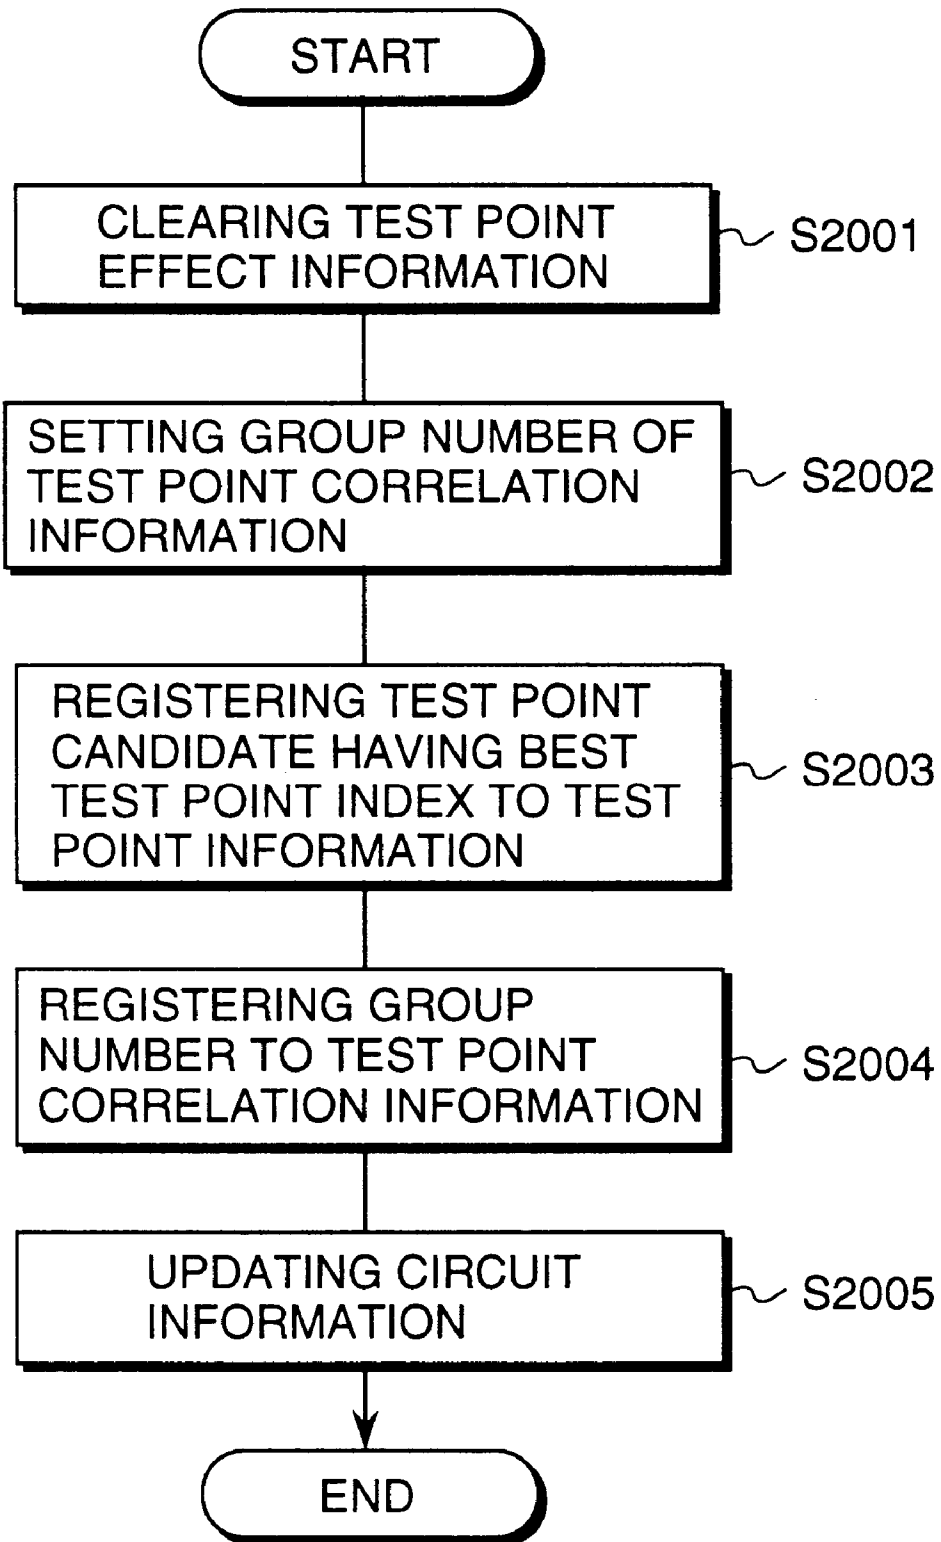 START
CLEARING TEST POINT
EFFECT INFORMATION
S2001
SETTING GROUP NUMBER OF
TEST POINT CORRELATION
INFORMATION
S2002
REGISTERING TEST POINT
CANDIDATE HAVING BEST
TEST POINT INDEX TO TEST
POINT INFORMATION
S2003
REGISTERING GROUP
NUMBER TO TEST POINT
CORRELATION INFORMATION
S2004
UPDATING CIRCUIT
INFORMATION
S2005
END